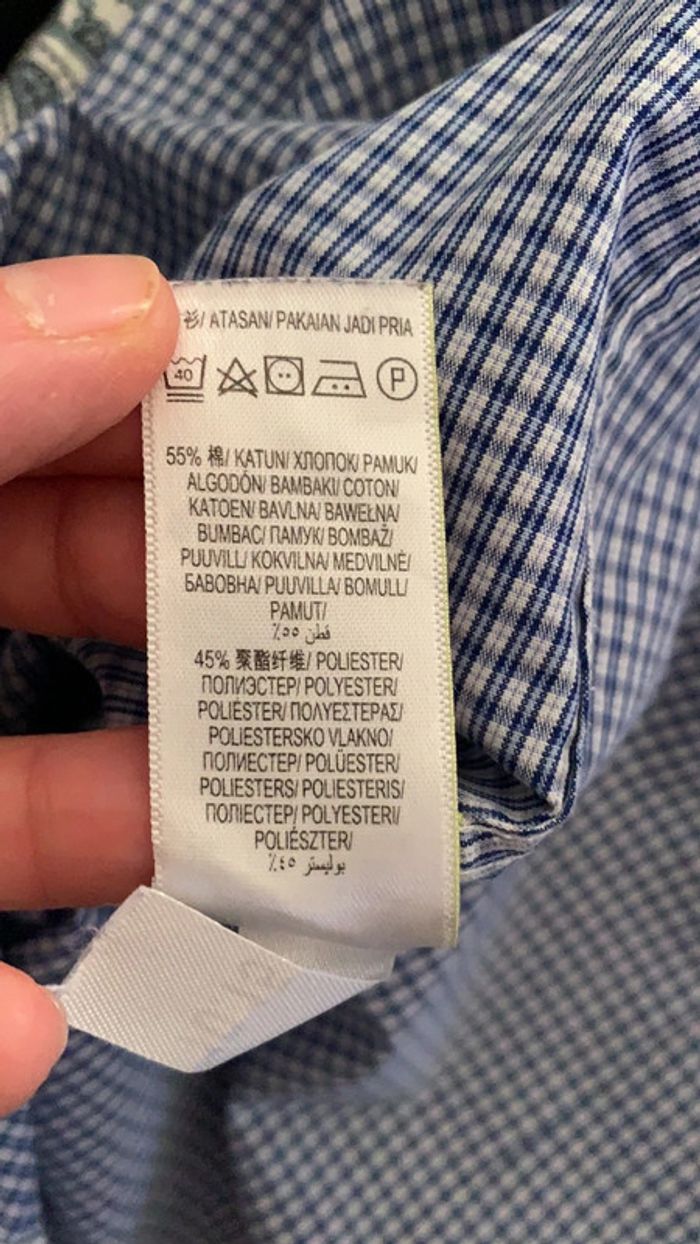 衫/ ATASAN/ PAKAIAN JADI PRIA
40 P
55% 棉/ KATUN/ ХЛОПОК/ PAMUK/
ALGODÓN/ BAMBAKI/ COTON/
KATOEN/ BAVLNA/ BAWEŁNA/
BUMBAC/ ПАМУК/ BOMBAŽ/
PUUVILL/ KOKVILNA/ MEDVILNĖ/
БАВОВНА/ PUUVILLA/ BOMULL/
PAMUT/
قطن ٥٥٪
45% 聚酯纤维/ POLIESTER/
ПОЛИЭСТЕР/ POLYESTER/
POLIÉSTER/ ΠΟΛΥΕΣΤΕΡΑΣ/
POLIESTERSKO VLAKNO/
ПОЛИЕСТЕР/ POLÜESTER/
POLIESTERS/ POLIESTERIS/
ПОЛІЕСТЕР/ POLYESTERI/
POLIÉSZTER/
بوليستر ٤٥٪